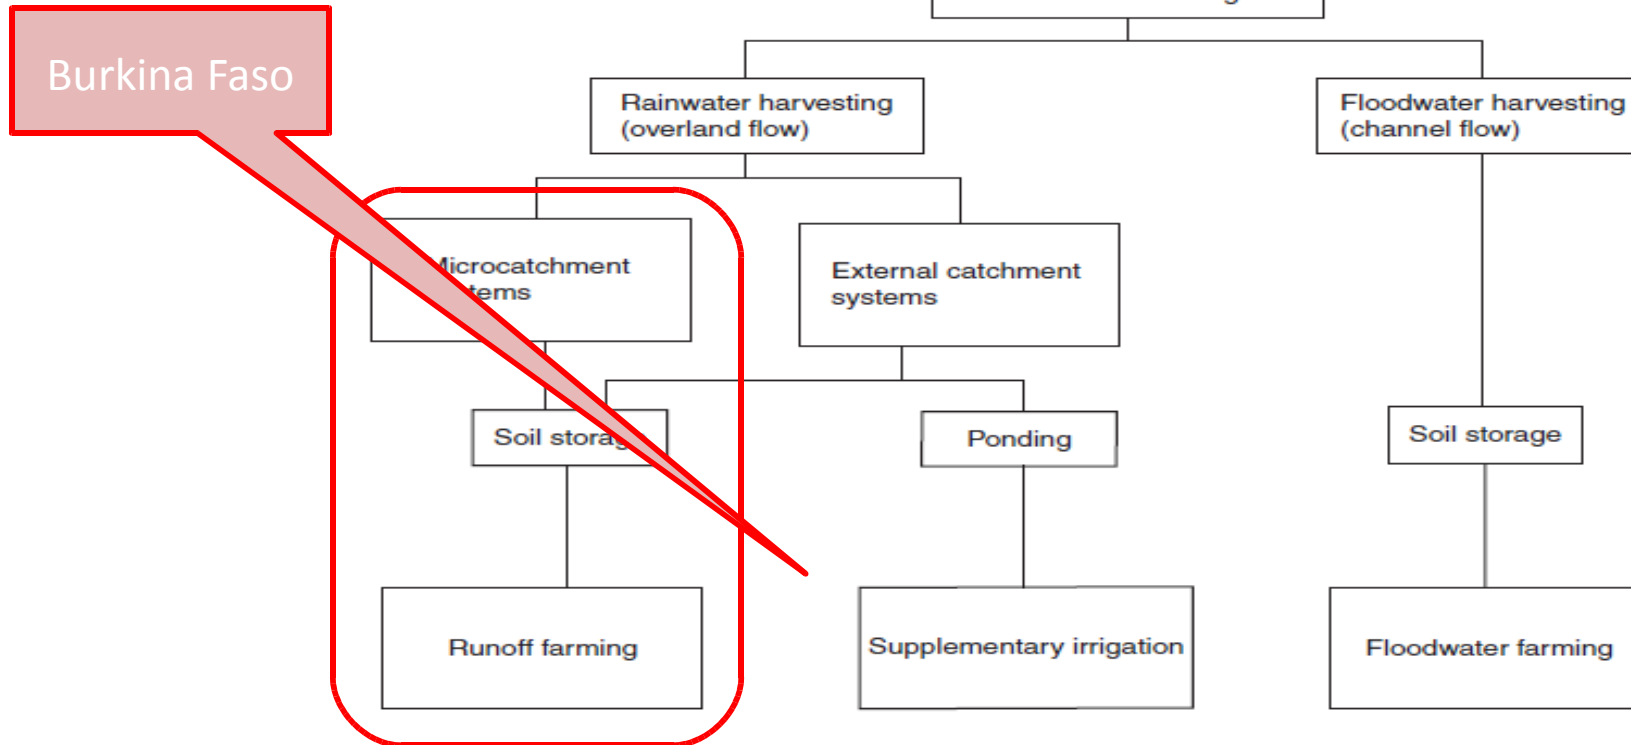 Burkina Faso
Rainwater harvesting
(overland flow)
Floodwater harvesting
(channel flow)
Microcatchment
External catchment
systems
Soil storage
Ponding
Soil storage
Runoff farming
Supplementary irrigation
Floodwater farming